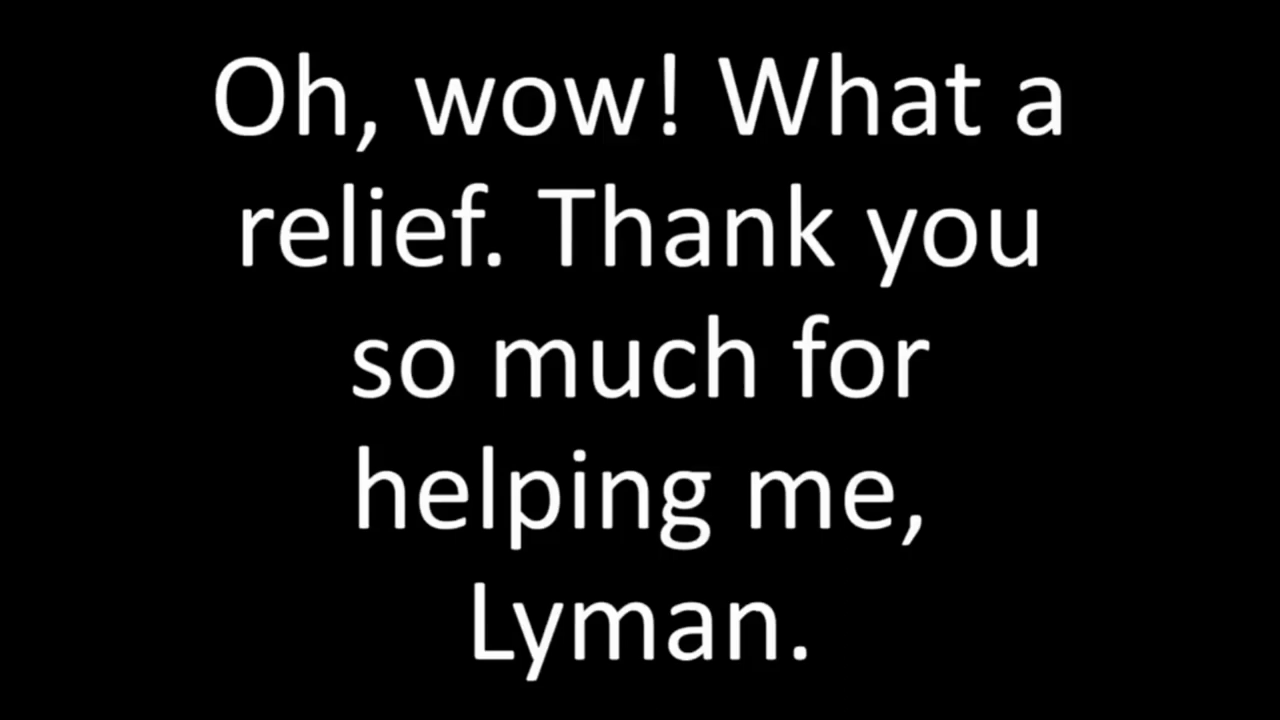 Oh, wow! What a
relief. Thank you
so much for
helping me,
Lyman.